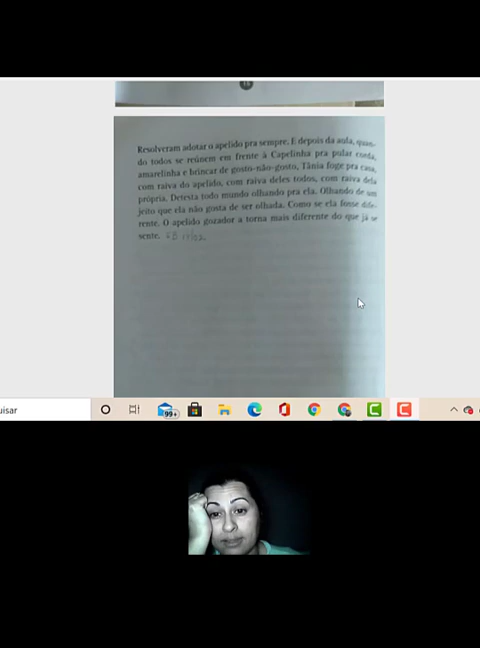 15
Resolveram adotar o apelido pra sempre. E depois da aula, quan-
do todos se reúnem em frente à Capelinha pra pular corda,
amarelinha e brincar de gosto-não-gosto, Tânia foge pra casa,
com raiva do apelido, com raiva deles todos, com raiva dela
própria. Detesta todo mundo olhando pra ela. Olhando de um
jeito que ela não gosta de ser olhada. Como se ela fosse dife-
rente. O apelido gozador a torna mais diferente do que já se
sente.
uisar
99+